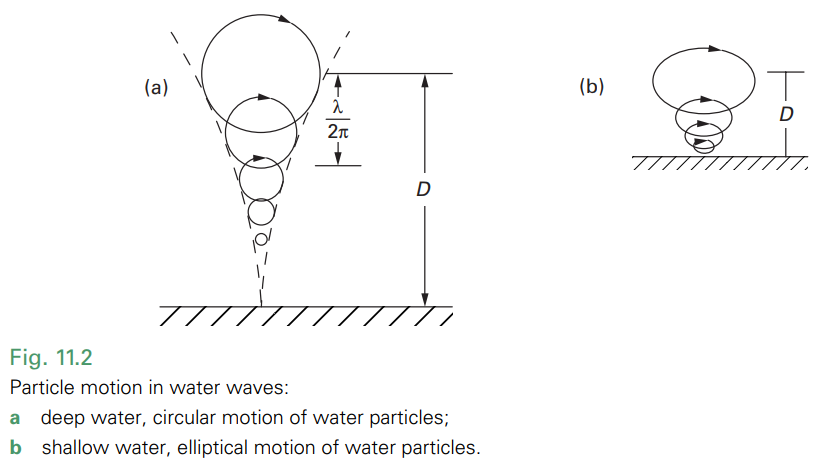 (a)
λ
2π
D
(b)
D
Fig. 11.2
Particle motion in water waves:
a deep water, circular motion of water particles;
b shallow water, elliptical motion of water particles.